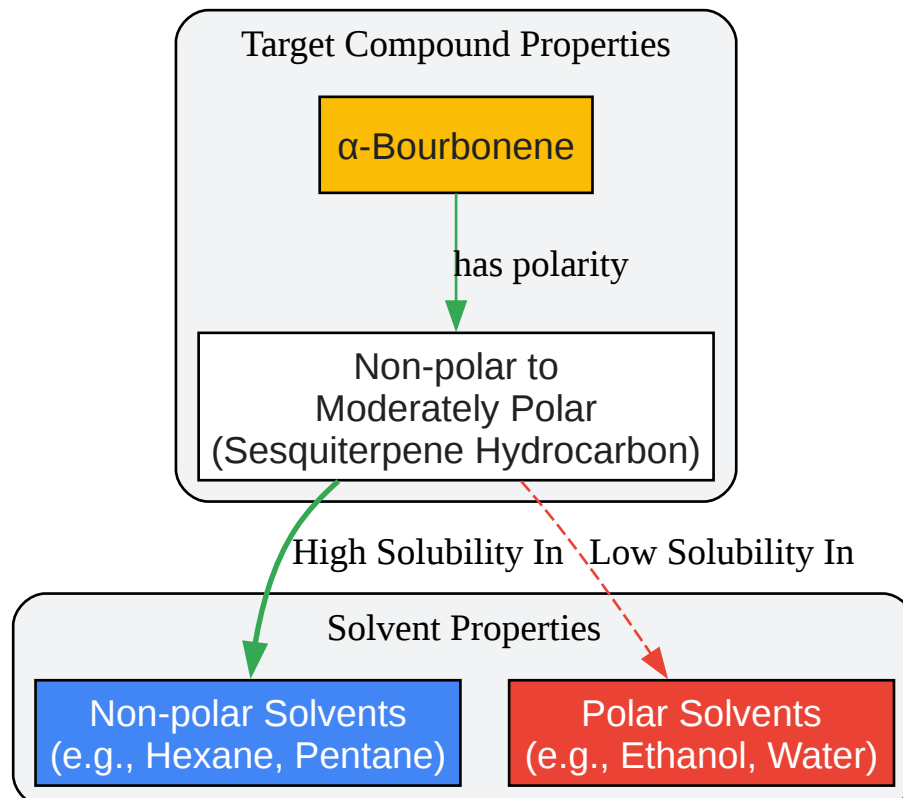 Target Compound Properties
α-Bourbonene
has polarity
Non-polar to
Moderately Polar
(Sesquiterpene Hydrocarbon)
High Solubility In
Low Solubility In
Solvent Properties
Non-polar Solvents
(e.g., Hexane, Pentane)
Polar Solvents
(e.g., Ethanol, Water)